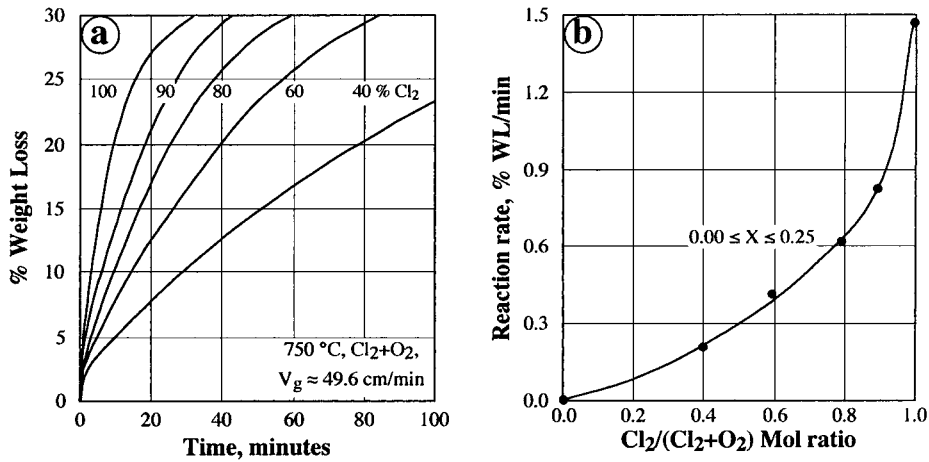 a
30
25
20
15
10
5
0
% Weight Loss
100 90 80 60 40 % Cl₂
750 °C, Cl₂+O₂,
V_g ≈ 49.6 cm/min
0 20 40 60 80 100
Time, minutes
b
1.5
1.2
0.9
0.6
0.3
0.0
Reaction rate, % WL/min
0.00 ≤ X ≤ 0.25
0.0 0.2 0.4 0.6 0.8 1.0
Cl₂/(Cl₂+O₂) Mol ratio